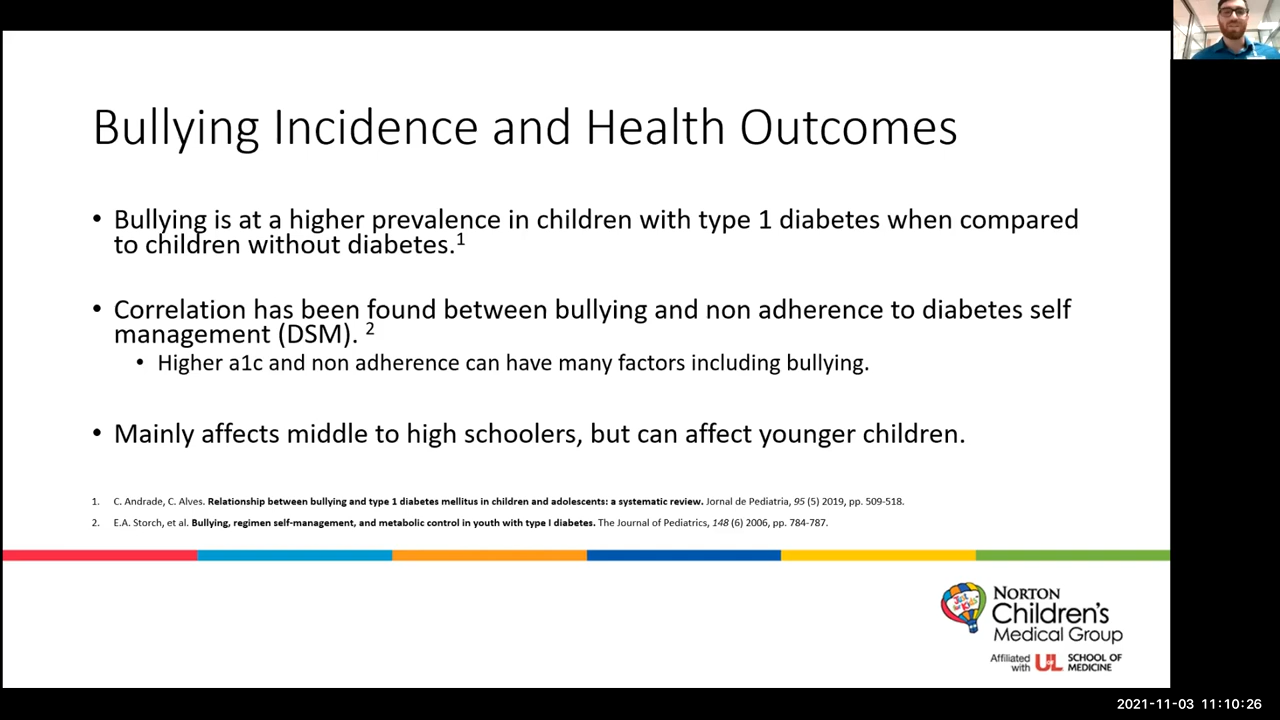 Bullying Incidence and Health Outcomes
• Bullying is at a higher prevalence in children with type 1 diabetes when compared
to children without diabetes.1
• Correlation has been found between bullying and non adherence to diabetes self
management (DSM). 2
• Higher a1c and non adherence can have many factors including bullying.
• Mainly affects middle to high schoolers, but can affect younger children.
1. C. Andrade, C. Alves. Relationship between bullying and type 1 diabetes mellitus in children and adolescents: a systematic review. Jornal de Pediatria, 95 (5) 2019, pp. 509-518.
2. E.A. Storch, et al. Bullying, regimen self-management, and metabolic control in youth with type I diabetes. The Journal of Pediatrics, 148 (6) 2006, pp. 784-787.
Just for Kids
NORTON
Children's
Medical Group
Affiliated
with
UL
SCHOOL OF
MEDICINE
2021-11-03 11:10:26